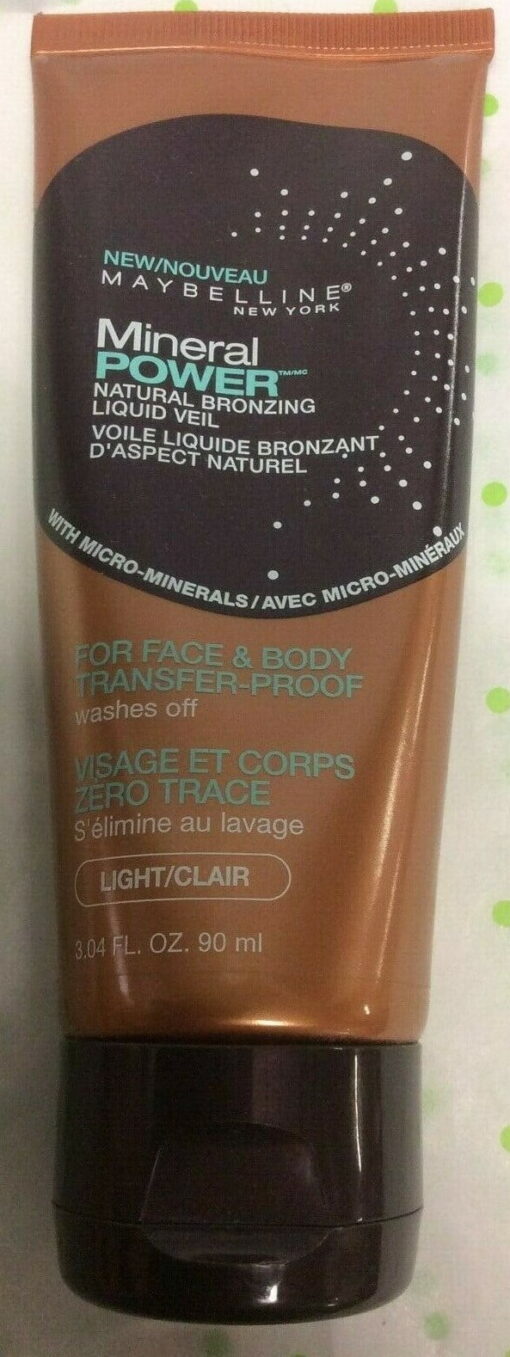 NEW/NOUVEAU
MAYBELLINE®
NEW YORK
Mineral
POWER™/MC
NATURAL BRONZING
LIQUID VEIL
VOILE LIQUIDE BRONZANT
D'ASPECT NATUREL
WITH MICRO-MINERALS/AVEC MICRO-MINÉRAUX
FOR FACE & BODY
TRANSFER-PROOF
washes off
VISAGE ET CORPS
ZÉRO TRACE
S'élimine au lavage
LIGHT/CLAIR
3.04 FL. OZ. 90 ml